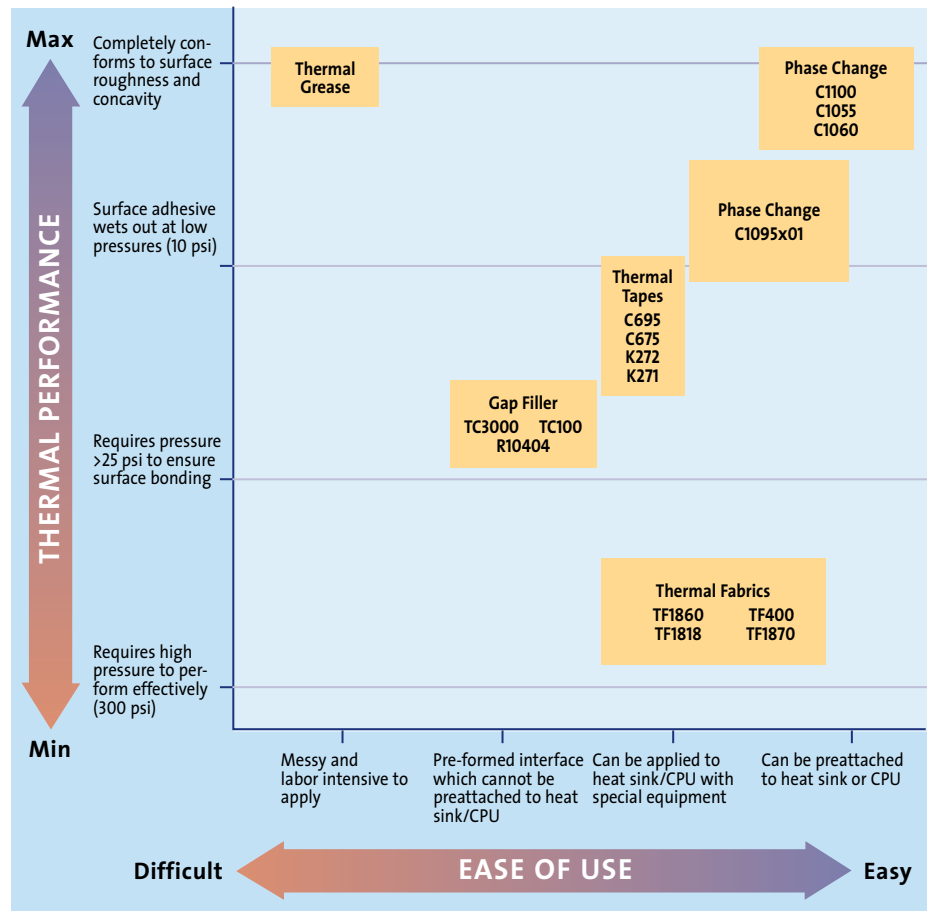 Max
Completely con-
forms to surface
roughness and
concavity
Thermal
Grease
Phase Change
C1100
C1055
C1060
Surface adhesive
wets out at low
pressures (10 psi)
Phase Change
C1095x01
Thermal
Tapes
C695
C675
K272
K271
THERMAL PERFORMANCE
Gap Filler
TC3000 TC100
R10404
Requires pressure
>25 psi to ensure
surface bonding
Thermal Fabrics
TF1860 TF400
TF1818 TF1870
Requires high
pressure to per-
form effectively
(300 psi)
Min
Messy and
labor intensive to
apply
Pre-formed interface
which cannot be
preattached to heat
sink/CPU
Can be applied to
heat sink/CPU with
special equipment
Can be preattached
to heat sink or CPU
Difficult
EASE OF USE
Easy